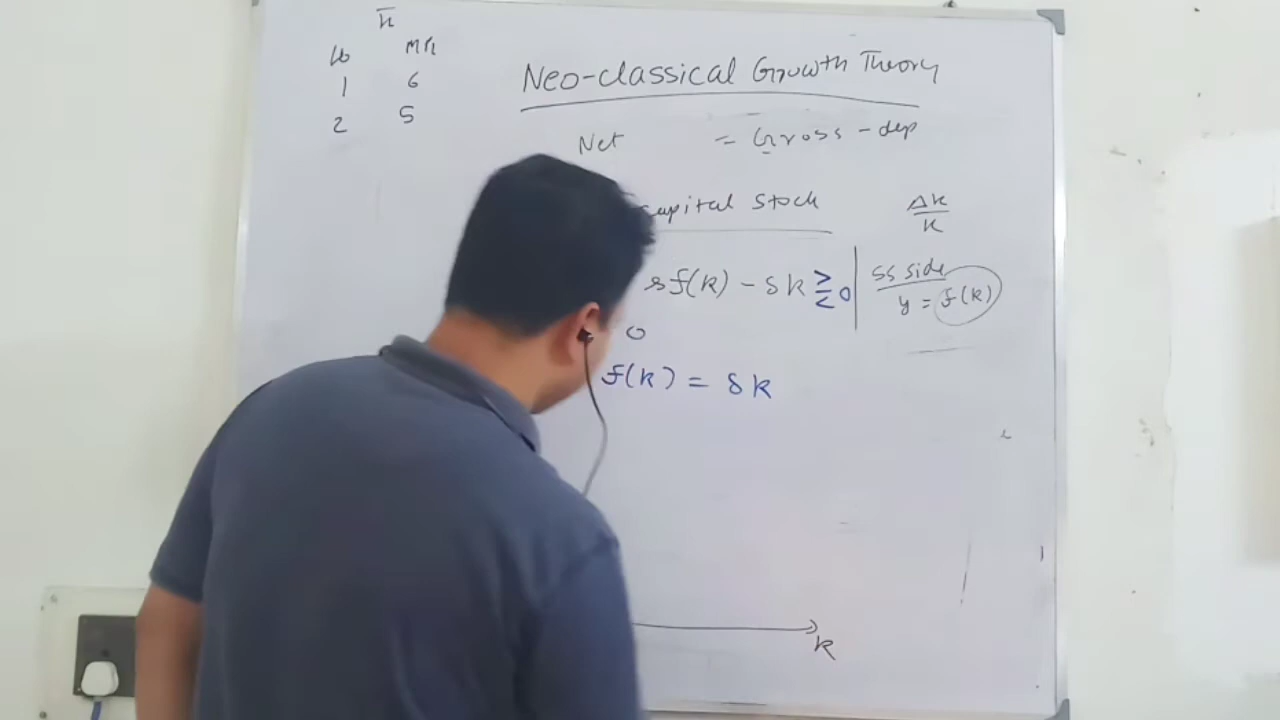 k̅
Lb MPL
1 6
2 5
Neo-classical Growth Theory
Net = Gross - dep
capital stock Δk/k
sf(k) - δk ⋛ 0
SS side
y = f(k)
0
f(k) = δk
k